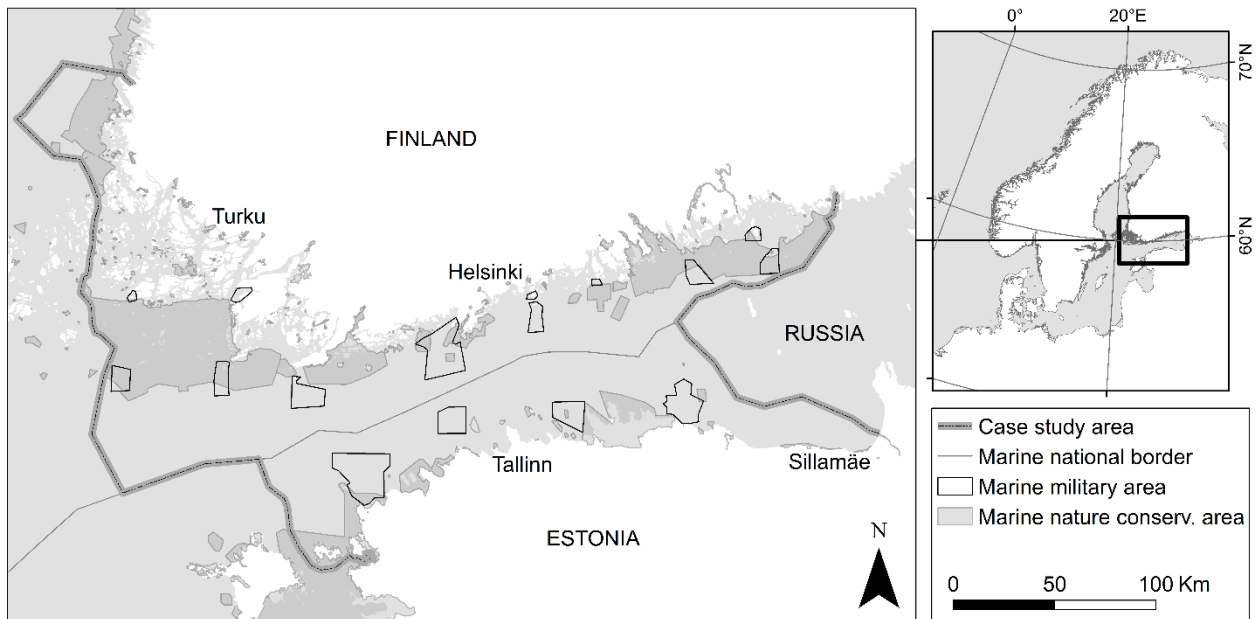 FINLAND
Turku
Helsinki
RUSSIA
Tallinn
Sillamäe
ESTONIA
N
0°
20°E
70°N
60°N
Case study area
Marine national border
Marine military area
Marine nature conserv. area
0 50 100 Km